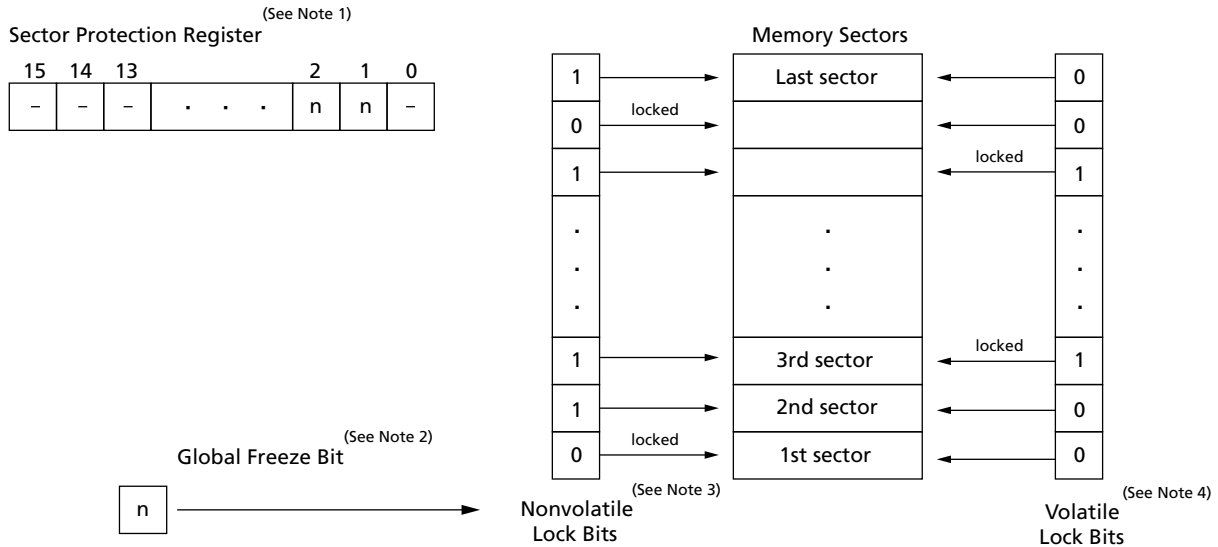 (See Note 1)
Sector Protection Register
15 14 13 2 1 0
– – – . . . n n –
Memory Sectors
1 Last sector 0
0 locked 0
1 locked 1
. . .
. . .
. . .
1 3rd sector locked 1
1 2nd sector 0
0 locked 1st sector 0
(See Note 2)
Global Freeze Bit
n
(See Note 3)
Nonvolatile
Lock Bits
(See Note 4)
Volatile
Lock Bits